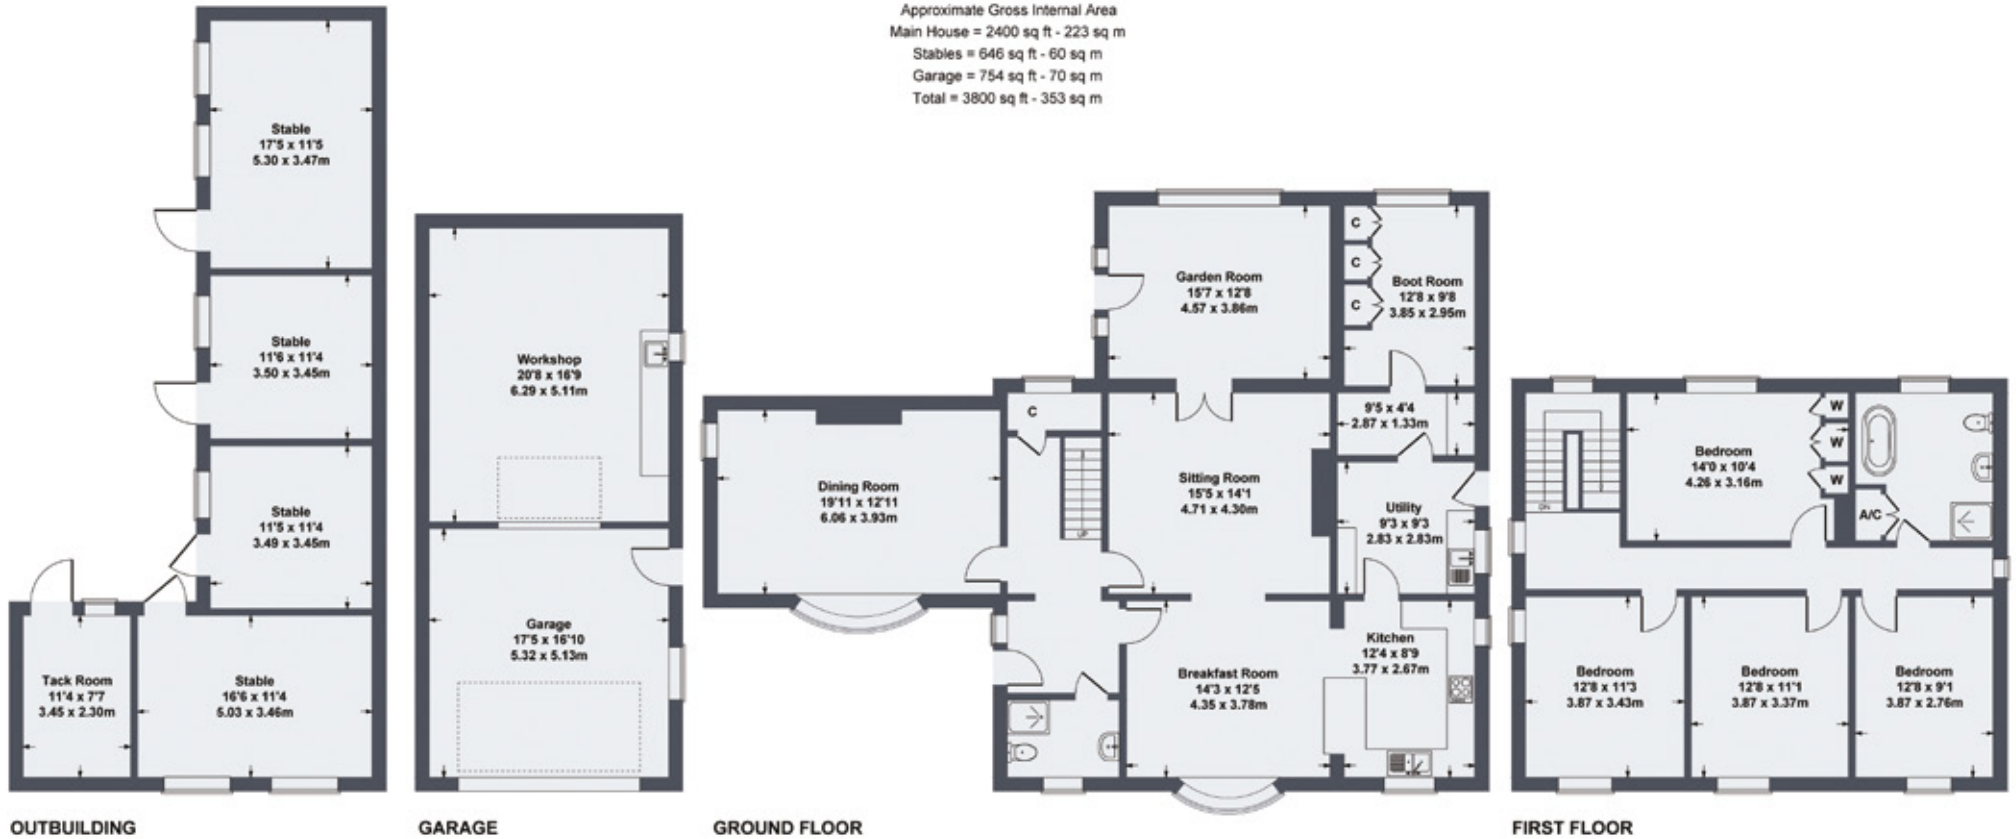 Approximate Gross Internal Area
Main House = 2400 sq ft - 223 sq m
Stables = 646 sq ft - 60 sq m
Garage = 754 sq ft - 70 sq m
Total = 3800 sq ft - 353 sq m
Stable
17'5 x 11'5
5.30 x 3.47m
Stable
11'6 x 11'4
3.50 x 3.45m
Stable
11'5 x 11'4
3.49 x 3.45m
Tack Room
11'4 x 7'7
3.45 x 2.30m
Stable
16'6 x 11'4
5.03 x 3.46m
OUTBUILDING
Workshop
20'8 x 16'9
6.29 x 5.11m
Garage
17'5 x 16'10
5.32 x 5.13m
GARAGE
Garden Room
15'7 x 12'8
4.57 x 3.86m
C
C
C
Boot Room
12'8 x 9'8
3.85 x 2.95m
C
9'5 x 4'4
2.87 x 1.33m
Dining Room
19'11 x 12'11
6.06 x 3.93m
UP
Sitting Room
15'5 x 14'1
4.71 x 4.30m
Utility
9'3 x 9'3
2.83 x 2.83m
Breakfast Room
14'3 x 12'5
4.35 x 3.78m
Kitchen
12'4 x 8'9
3.77 x 2.67m
GROUND FLOOR
DN
Bedroom
14'0 x 10'4
4.26 x 3.16m
W
W
W
A/C
Bedroom
12'8 x 11'3
3.87 x 3.43m
Bedroom
12'8 x 11'1
3.87 x 3.37m
Bedroom
12'8 x 9'1
3.87 x 2.76m
FIRST FLOOR